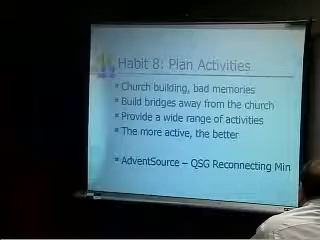 Habit 8: Plan Activities
Church building, bad memories
Build bridges away from the church
Provide a wide range of activities
The more active, the better
AdventSource – QSG Reconnecting Min